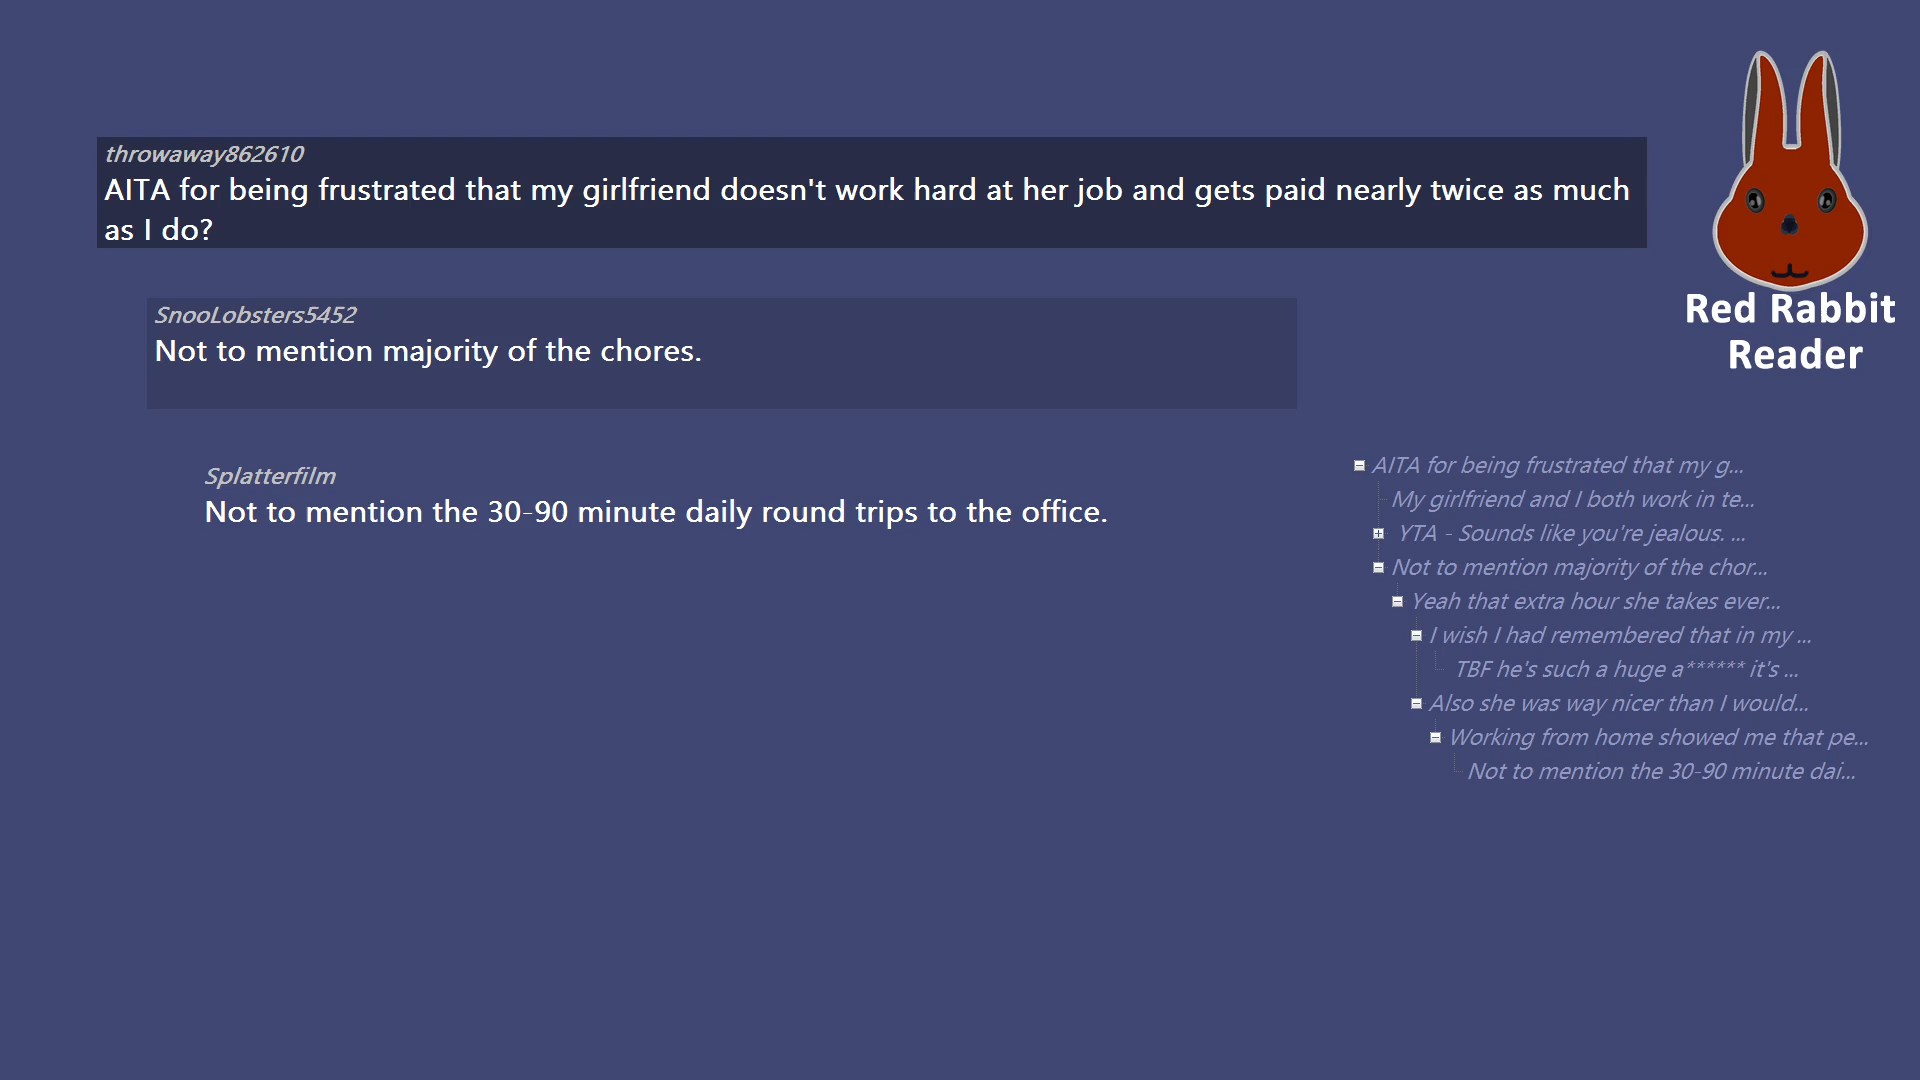 throwaway862610
AITA for being frustrated that my girlfriend doesn't work hard at her job and gets paid nearly twice as much
as I do?
SnooLobsters5452
Not to mention majority of the chores.
Splatterfilm
Not to mention the 30-90 minute daily round trips to the office.
Red Rabbit
Reader
AITA for being frustrated that my g...
My girlfriend and I both work in te...
YTA - Sounds like you're jealous. ...
Not to mention majority of the chor...
Yeah that extra hour she takes ever...
I wish I had remembered that in my ...
TBF he's such a huge a****** it's ...
Also she was way nicer than I would...
Working from home showed me that pe...
Not to mention the 30-90 minute dai...